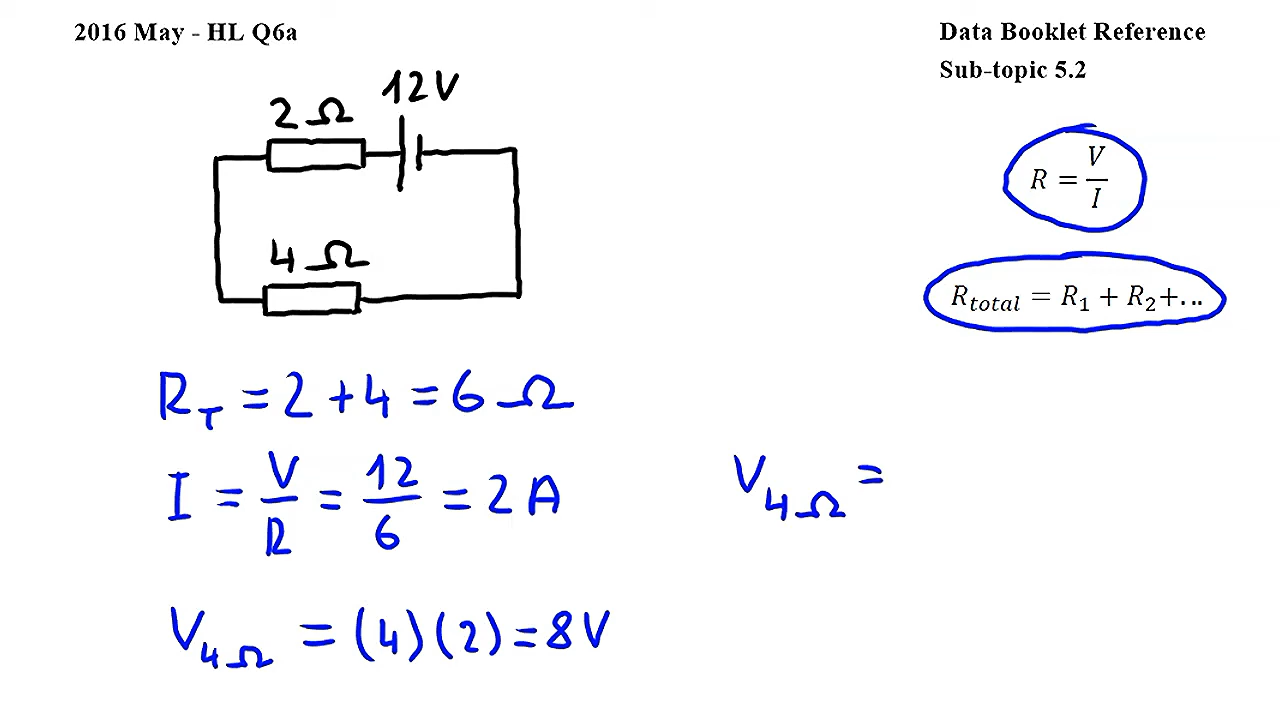 2016 May - HL Q6a
Data Booklet Reference
Sub-topic 5.2
12V
2 Ω
4 Ω
R = V/I
R_total = R₁ + R₂+...
R_T = 2 + 4 = 6 Ω
I = V/R = 12/6 = 2 A
V_4Ω =
V_4Ω = (4)(2) = 8V